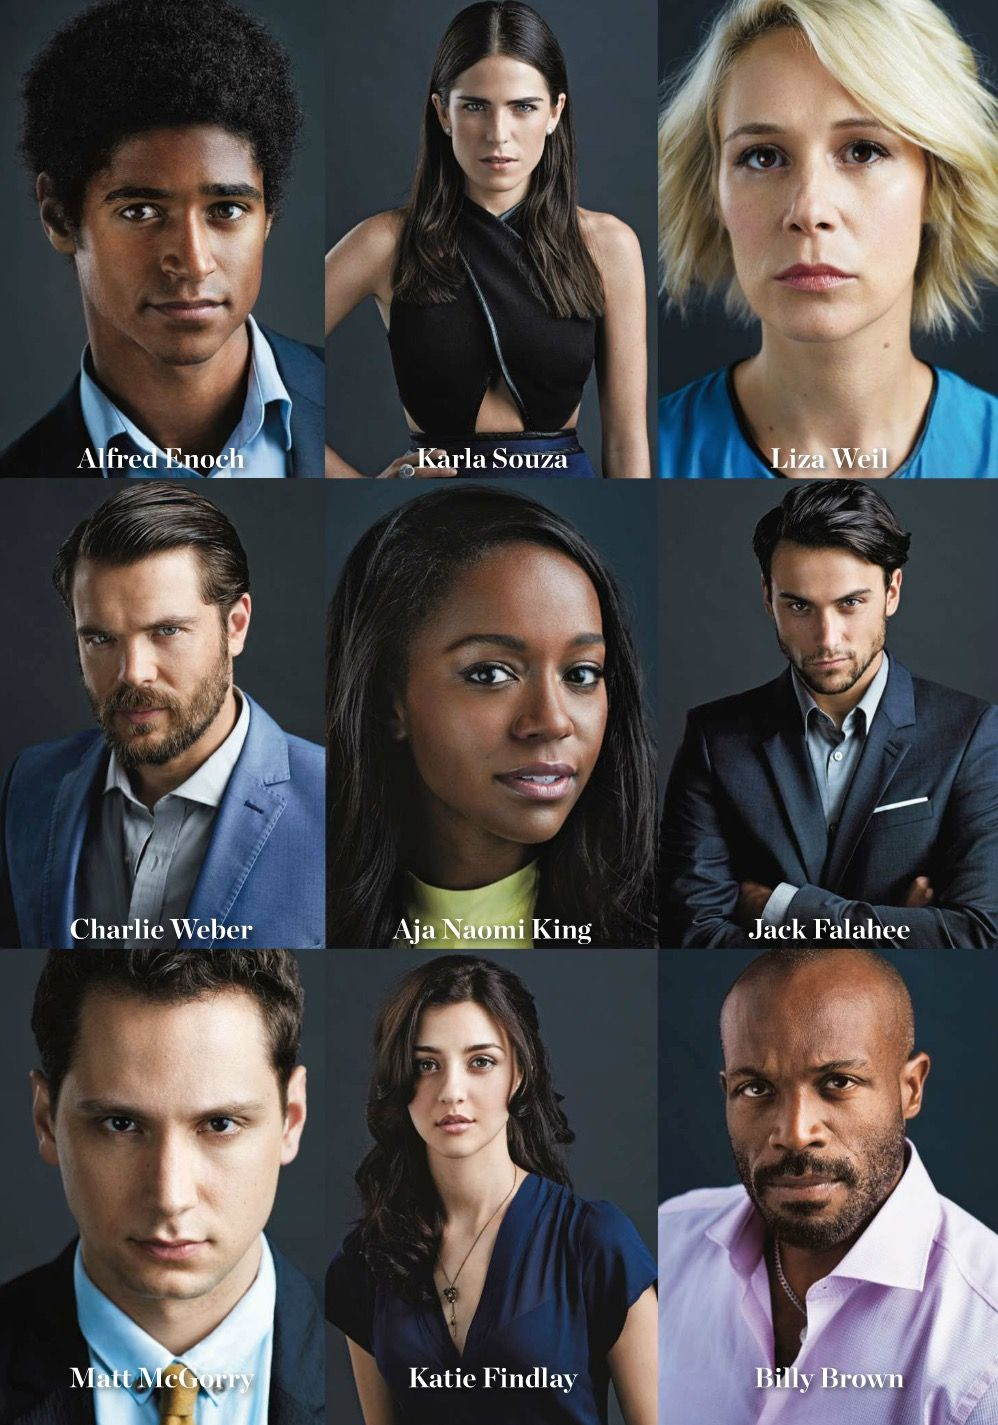 Alfred Enoch
Karla Souza
Liza Weil
Charlie Weber
Aja Naomi King
Jack Falahee
Matt McGorry
Katie Findlay
Billy Brown